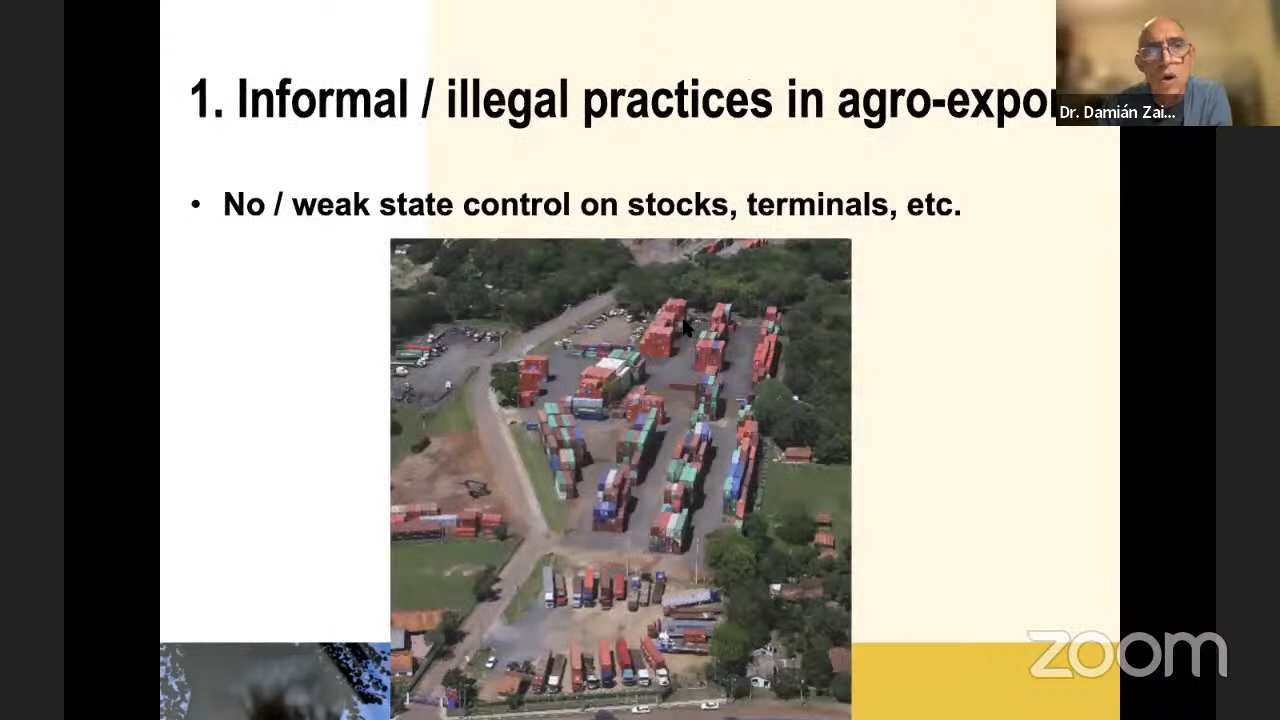 1. Informal / illegal practices in agro-expor
• No / weak state control on stocks, terminals, etc.
Dr. Damián Zai...
zoom